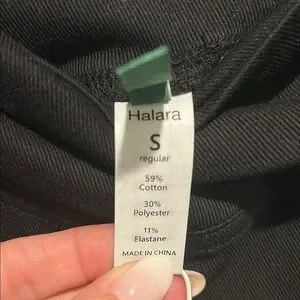 Halara
S
regular
59%
Cotton
30%
Polyester
11%
Elastane
MADE IN CHINA